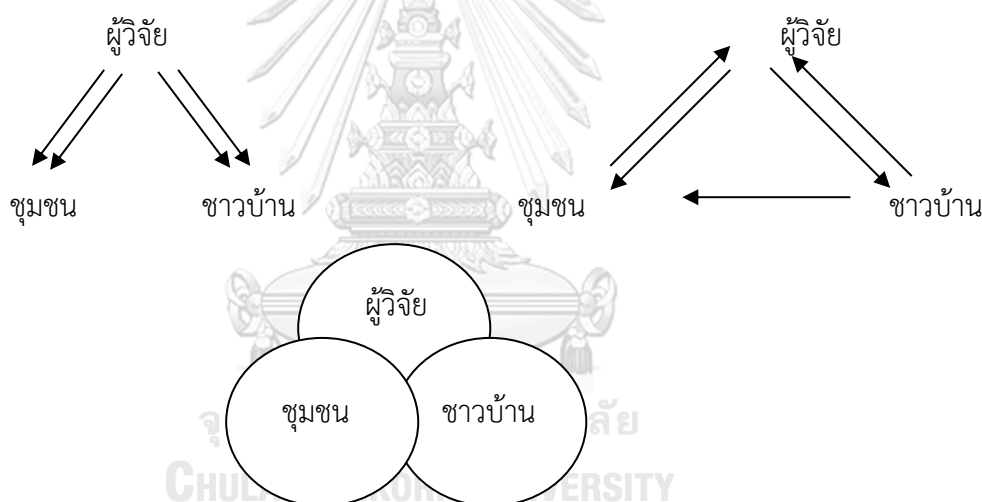 ผู้วิจัย ผู้วิจัย
ชุมชน ชาวบ้าน ชุมชน ชาวบ้าน
ผู้วิจัย
ชุมชน ชาวบ้าน